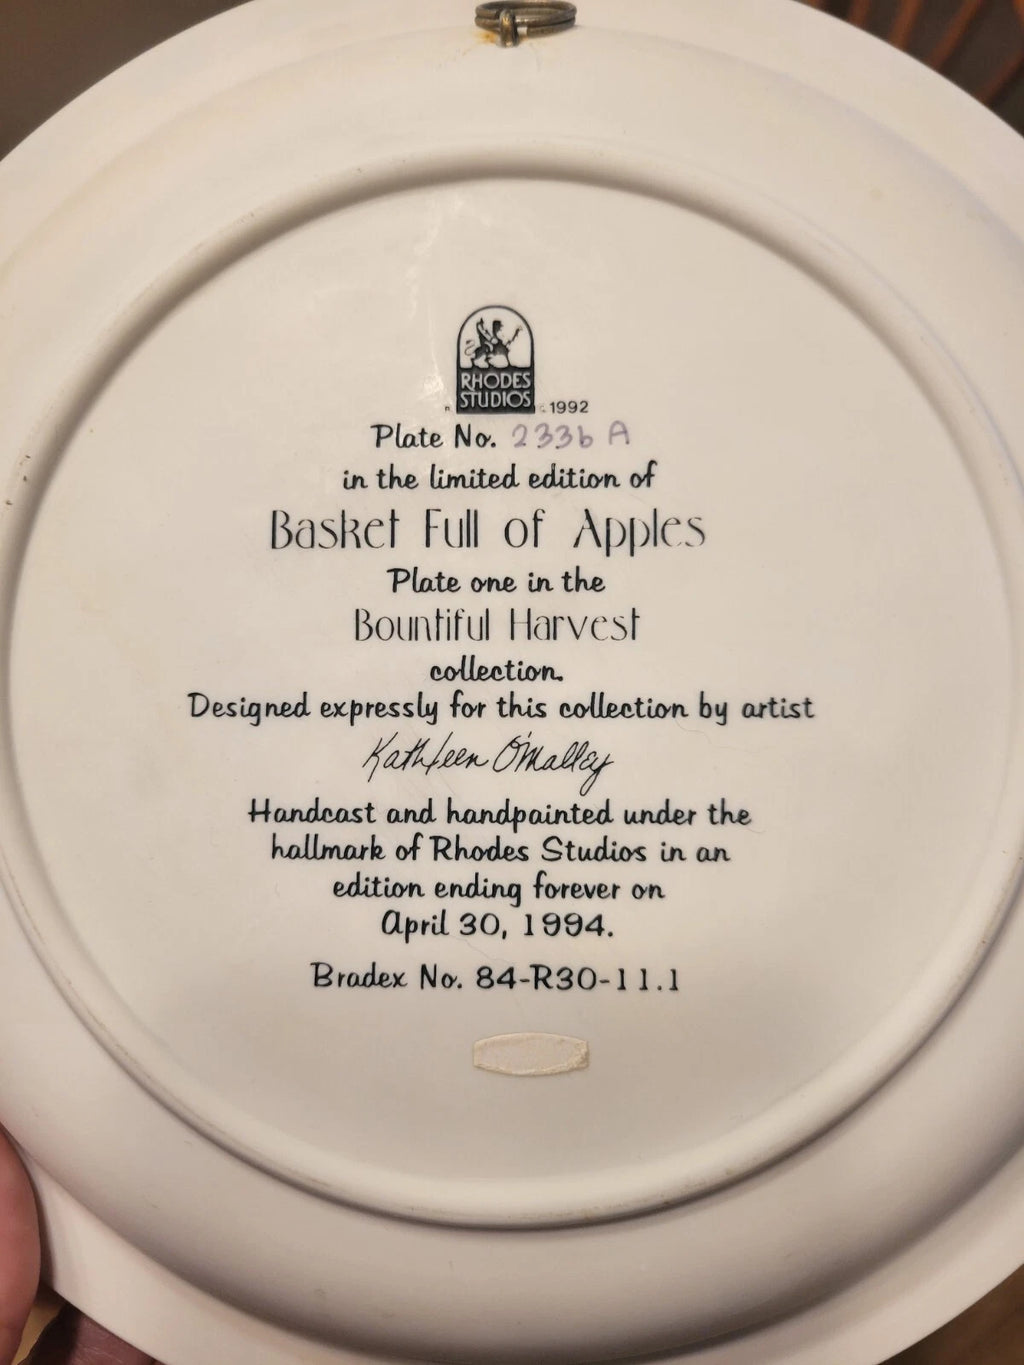 RHODES
STUDIOS
1992
Plate No. 2336 A
in the limited edition of
Basket Full of Apples
Plate one in the
Bountiful Harvest
collection.
Designed expressly for this collection by artist
Kathleen O'Malley
Handcast and handpainted under the
hallmark of Rhodes Studios in an
edition ending forever on
April 30, 1994.
Bradex No. 84-R30-11.1